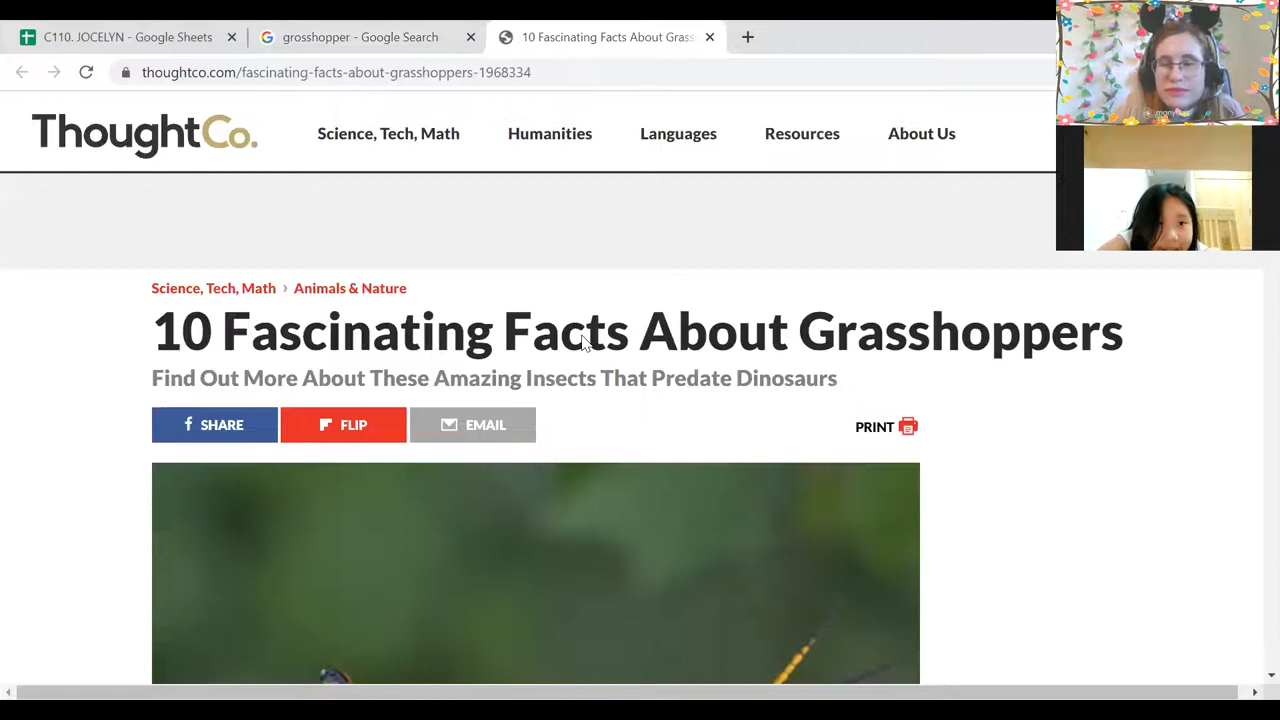 C110. JOCELYN - Google Sheets
grosshopper - Google Search
10 Fascinating Facts About Grass
thoughtco.com/fascinating-facts-about-grasshoppers-1968334
ThoughtCo.
Science, Tech, Math
Humanities
Languages
Resources
About Us
Science, Tech, Math › Animals & Nature
10 Fascinating Facts About Grasshoppers
Find Out More About These Amazing Insects That Predate Dinosaurs
SHARE
FLIP
EMAIL
PRINT